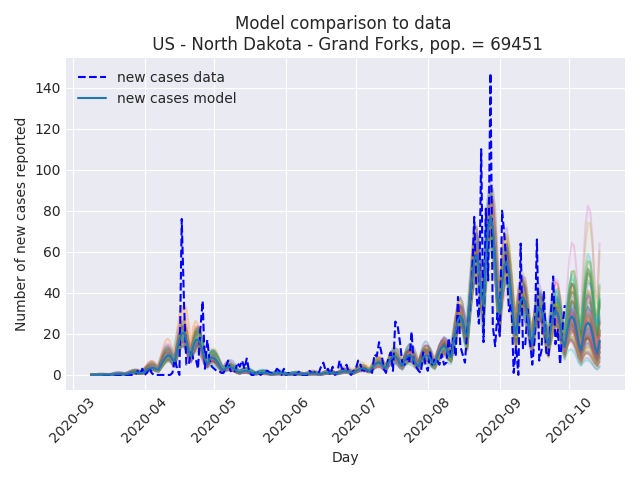 Model comparison to data
US - North Dakota - Grand Forks, pop. = 69451
new cases data
new cases model
Number of new cases reported
140
120
100
80
60
40
20
0
2020-03
2020-04
2020-05
2020-06
2020-07
2020-08
2020-09
2020-10
Day